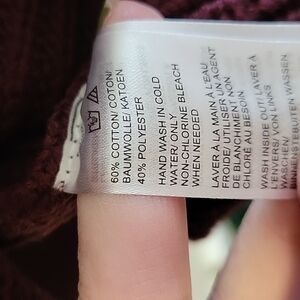 60% COTTON/ COTON/
BAUMWOLLE/ KATOEN
40% POLYESTER
HAND WASH IN COLD
WATER/ ONLY
NON-CHLORINE BLEACH
WHEN NEEDED
LAVER À LA MAIN À L'EAU
FROIDE/ UTILISER UN AGENT
DE BLANCHIMENT NON
CHLORÉ AU BESOIN
WASH INSIDE OUT/ LAVER À
L'ENVERS/ VON LINKS
WASCHEN/
BINNENSTEBUITEN WASSEN